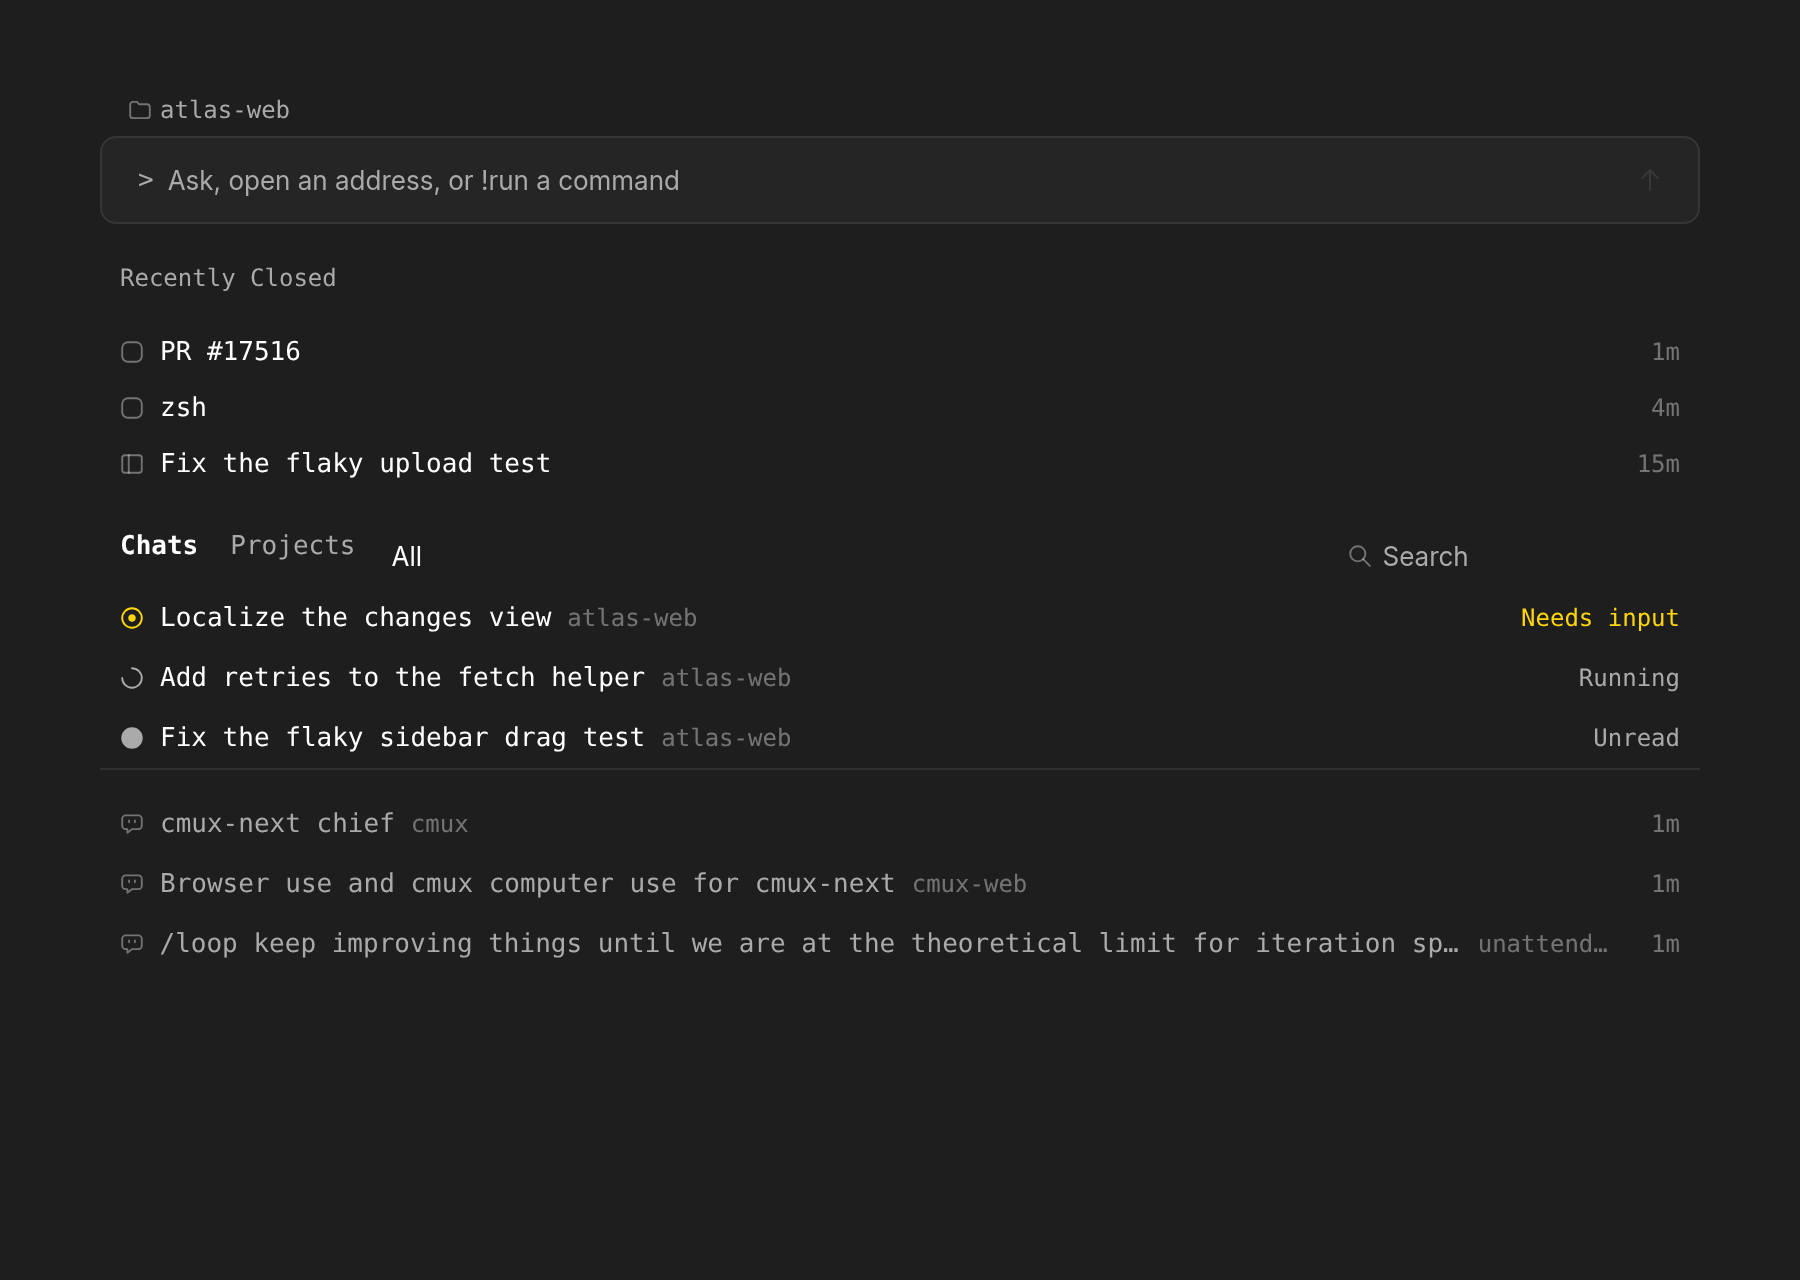 atlas-web
> Ask, open an address, or !run a command
Recently Closed
PR #17516 1m
zsh 4m
Fix the flaky upload test 15m
Chats Projects All Search
Localize the changes view atlas-web Needs input
Add retries to the fetch helper atlas-web Running
Fix the flaky sidebar drag test atlas-web Unread
cmux-next chief cmux 1m
Browser use and cmux computer use for cmux-next cmux-web 1m
/loop keep improving things until we are at the theoretical limit for iteration sp… unattend… 1m